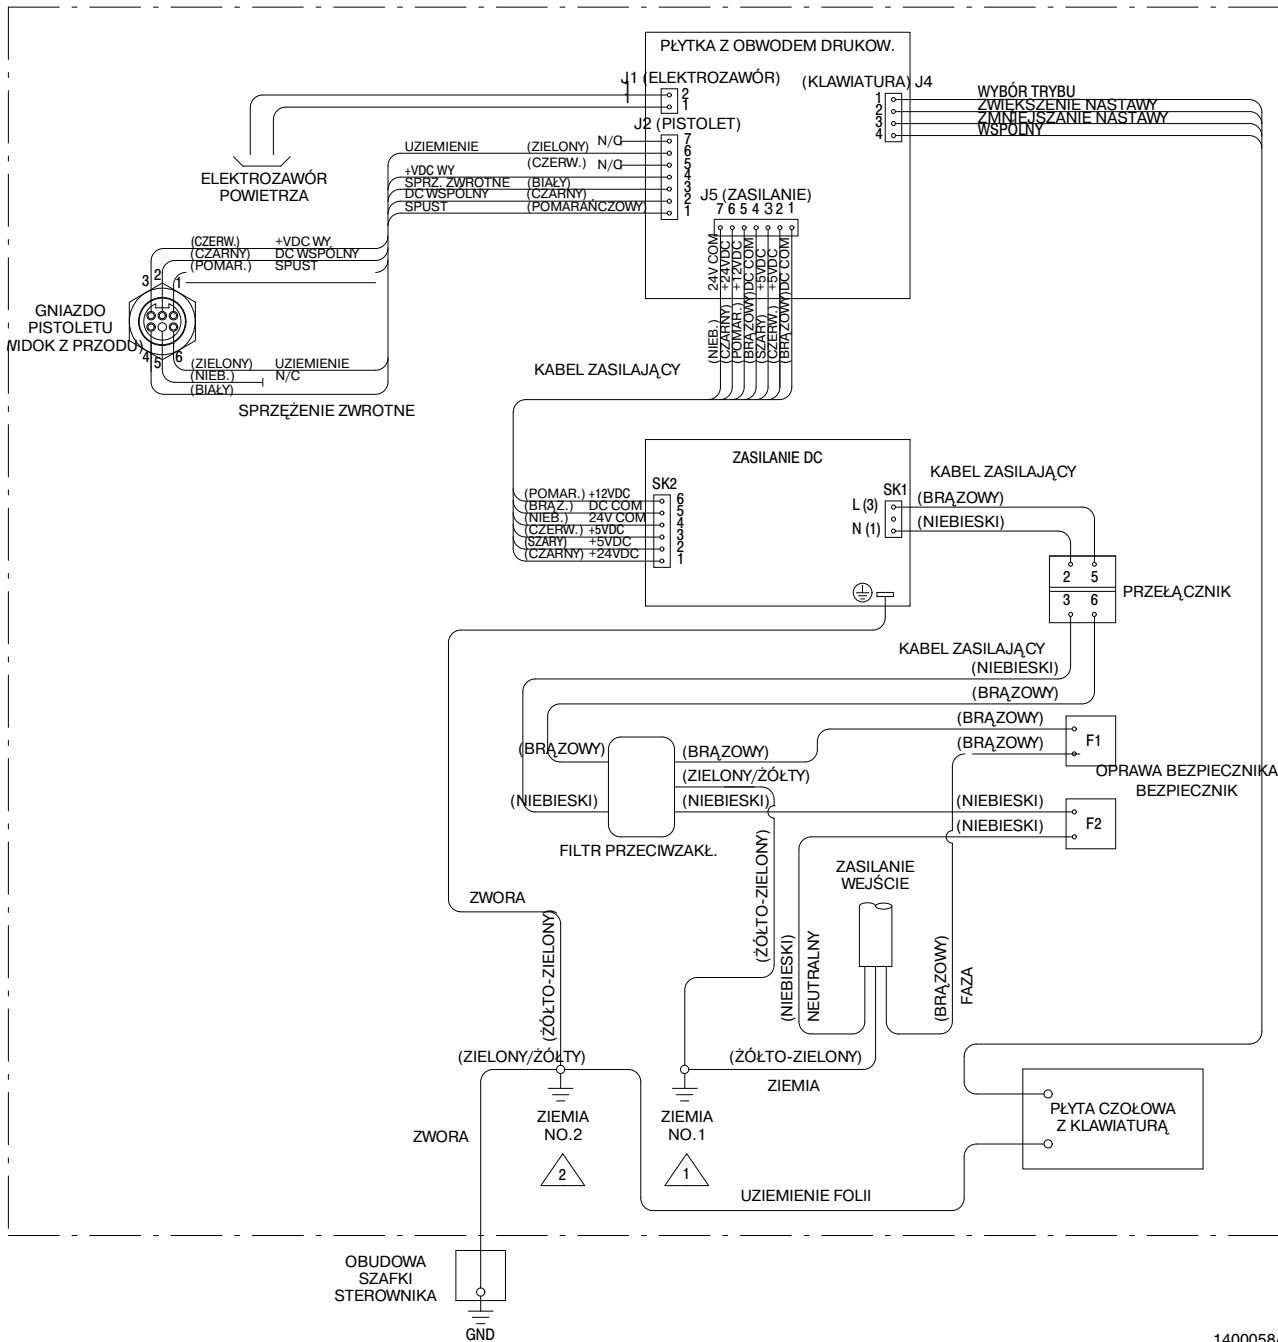 PŁYTKA Z OBWODEM DRUKOW.
J1 (ELEKTROZAWÓR)
1
2
1
(KLAWIATURA) J4
1
2
3
4
WYBÓR TRYBU
ZWIĘKSZENIE NASTAWY
ZMNIEJSZANIE NASTAWY
WSPÓLNY
J2 (PISTOLET)
N/C 7
UZIEMIENIE (ZIELONY) 6
(CZERW.) N/C 5
+VDC WY 4
SPRZ. ZWROTNE (BIAŁY) 3
DC WSPÓLNY (CZARNY) 2
SPUST (POMARAŃCZOWY) 1
ELEKTROZAWÓR
POWIETRZA
J5 (ZASILANIE)
7 6 5 4 3 2 1
(NIEB.) 24V COM
(CZARNY) +24VDC
(POMAR.) +12VDC
(BRĄZOWY) DC COM
(SZARY) +5VDC
(CZERW.) +5VDC
(BRĄZOWY) DC COM
(CZERW.) +VDC WY
(CZARNY) DC WSPÓLNY
(POMAR.) SPUST
3 2 1
GNIAZDO
PISTOLETU
WIDOK Z PRZODU)
4 5 6
(ZIELONY) UZIEMIENIE
(NIEB.) N/C
(BIAŁY)
SPRZĘŻENIE ZWROTNE
KABEL ZASILAJĄCY
ZASILANIE DC
SK2
(POMAR.) +12VDC 6
(BRĄZ.) DC COM 5
(NIEB.) 24V COM 4
(CZERW.) +5VDC 3
(SZARY) +5VDC 2
(CZARNY) +24VDC 1
SK1
L (3)
N (1)
KABEL ZASILAJĄCY
(BRĄZOWY)
(NIEBIESKI)
2 5
3 6
PRZEŁĄCZNIK
KABEL ZASILAJĄCY
(NIEBIESKI)
(BRĄZOWY)
(BRĄZOWY)
(BRĄZOWY)
F1
OPRAWA BEZPIECZNIKA
BEZPIECZNIK
(BRĄZOWY)
(BRĄZOWY)
(ZIELONY/ŻÓŁTY)
(NIEBIESKI)
(NIEBIESKI)
(NIEBIESKI)
(NIEBIESKI)
F2
FILTR PRZECIWZAKŁ.
ZASILANIE
WEJŚCIE
ZWORA
(ŻÓŁTO-ZIELONY)
(ŻÓŁTO-ZIELONY)
(NIEBIESKI)
NEUTRALNY
(BRĄZOWY)
FAZA
(ZIELONY/ŻÓŁTY)
(ŻÓŁTO-ZIELONY)
ZIEMIA
ZIEMIA
NO.2
2
ZIEMIA
NO.1
1
ZWORA
PŁYTA CZOŁOWA
Z KLAWIATURĄ
UZIEMIENIE FOLII
OBUDOWA
SZAFKI
STEROWNIKA
GND